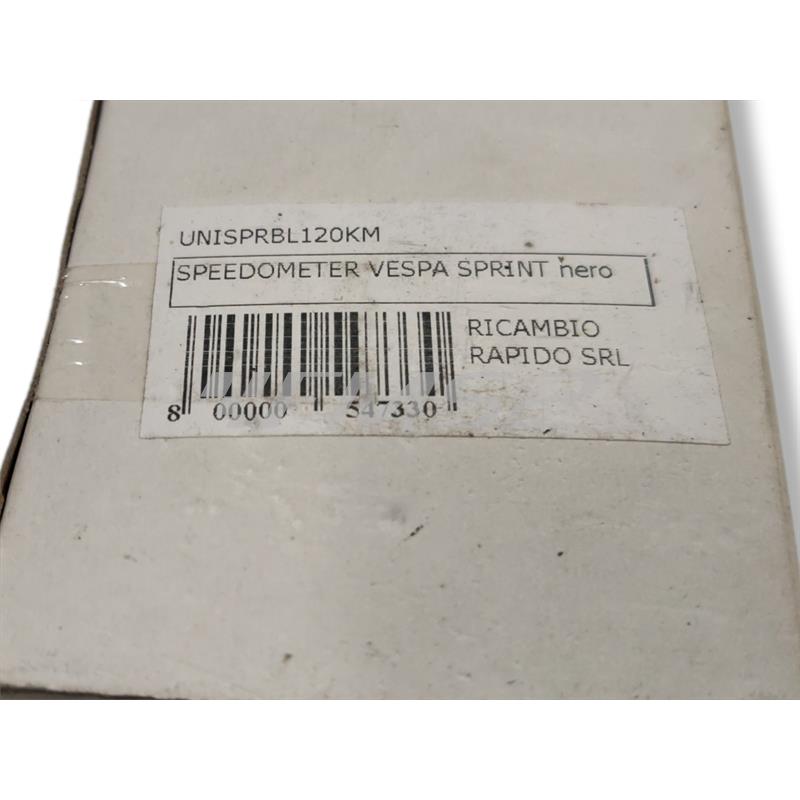 UNISPRBL120KM
SPEEDOMETER VESPA SPRINT nero
RICAMBIO
RAPIDO SRL
8 00000 547330